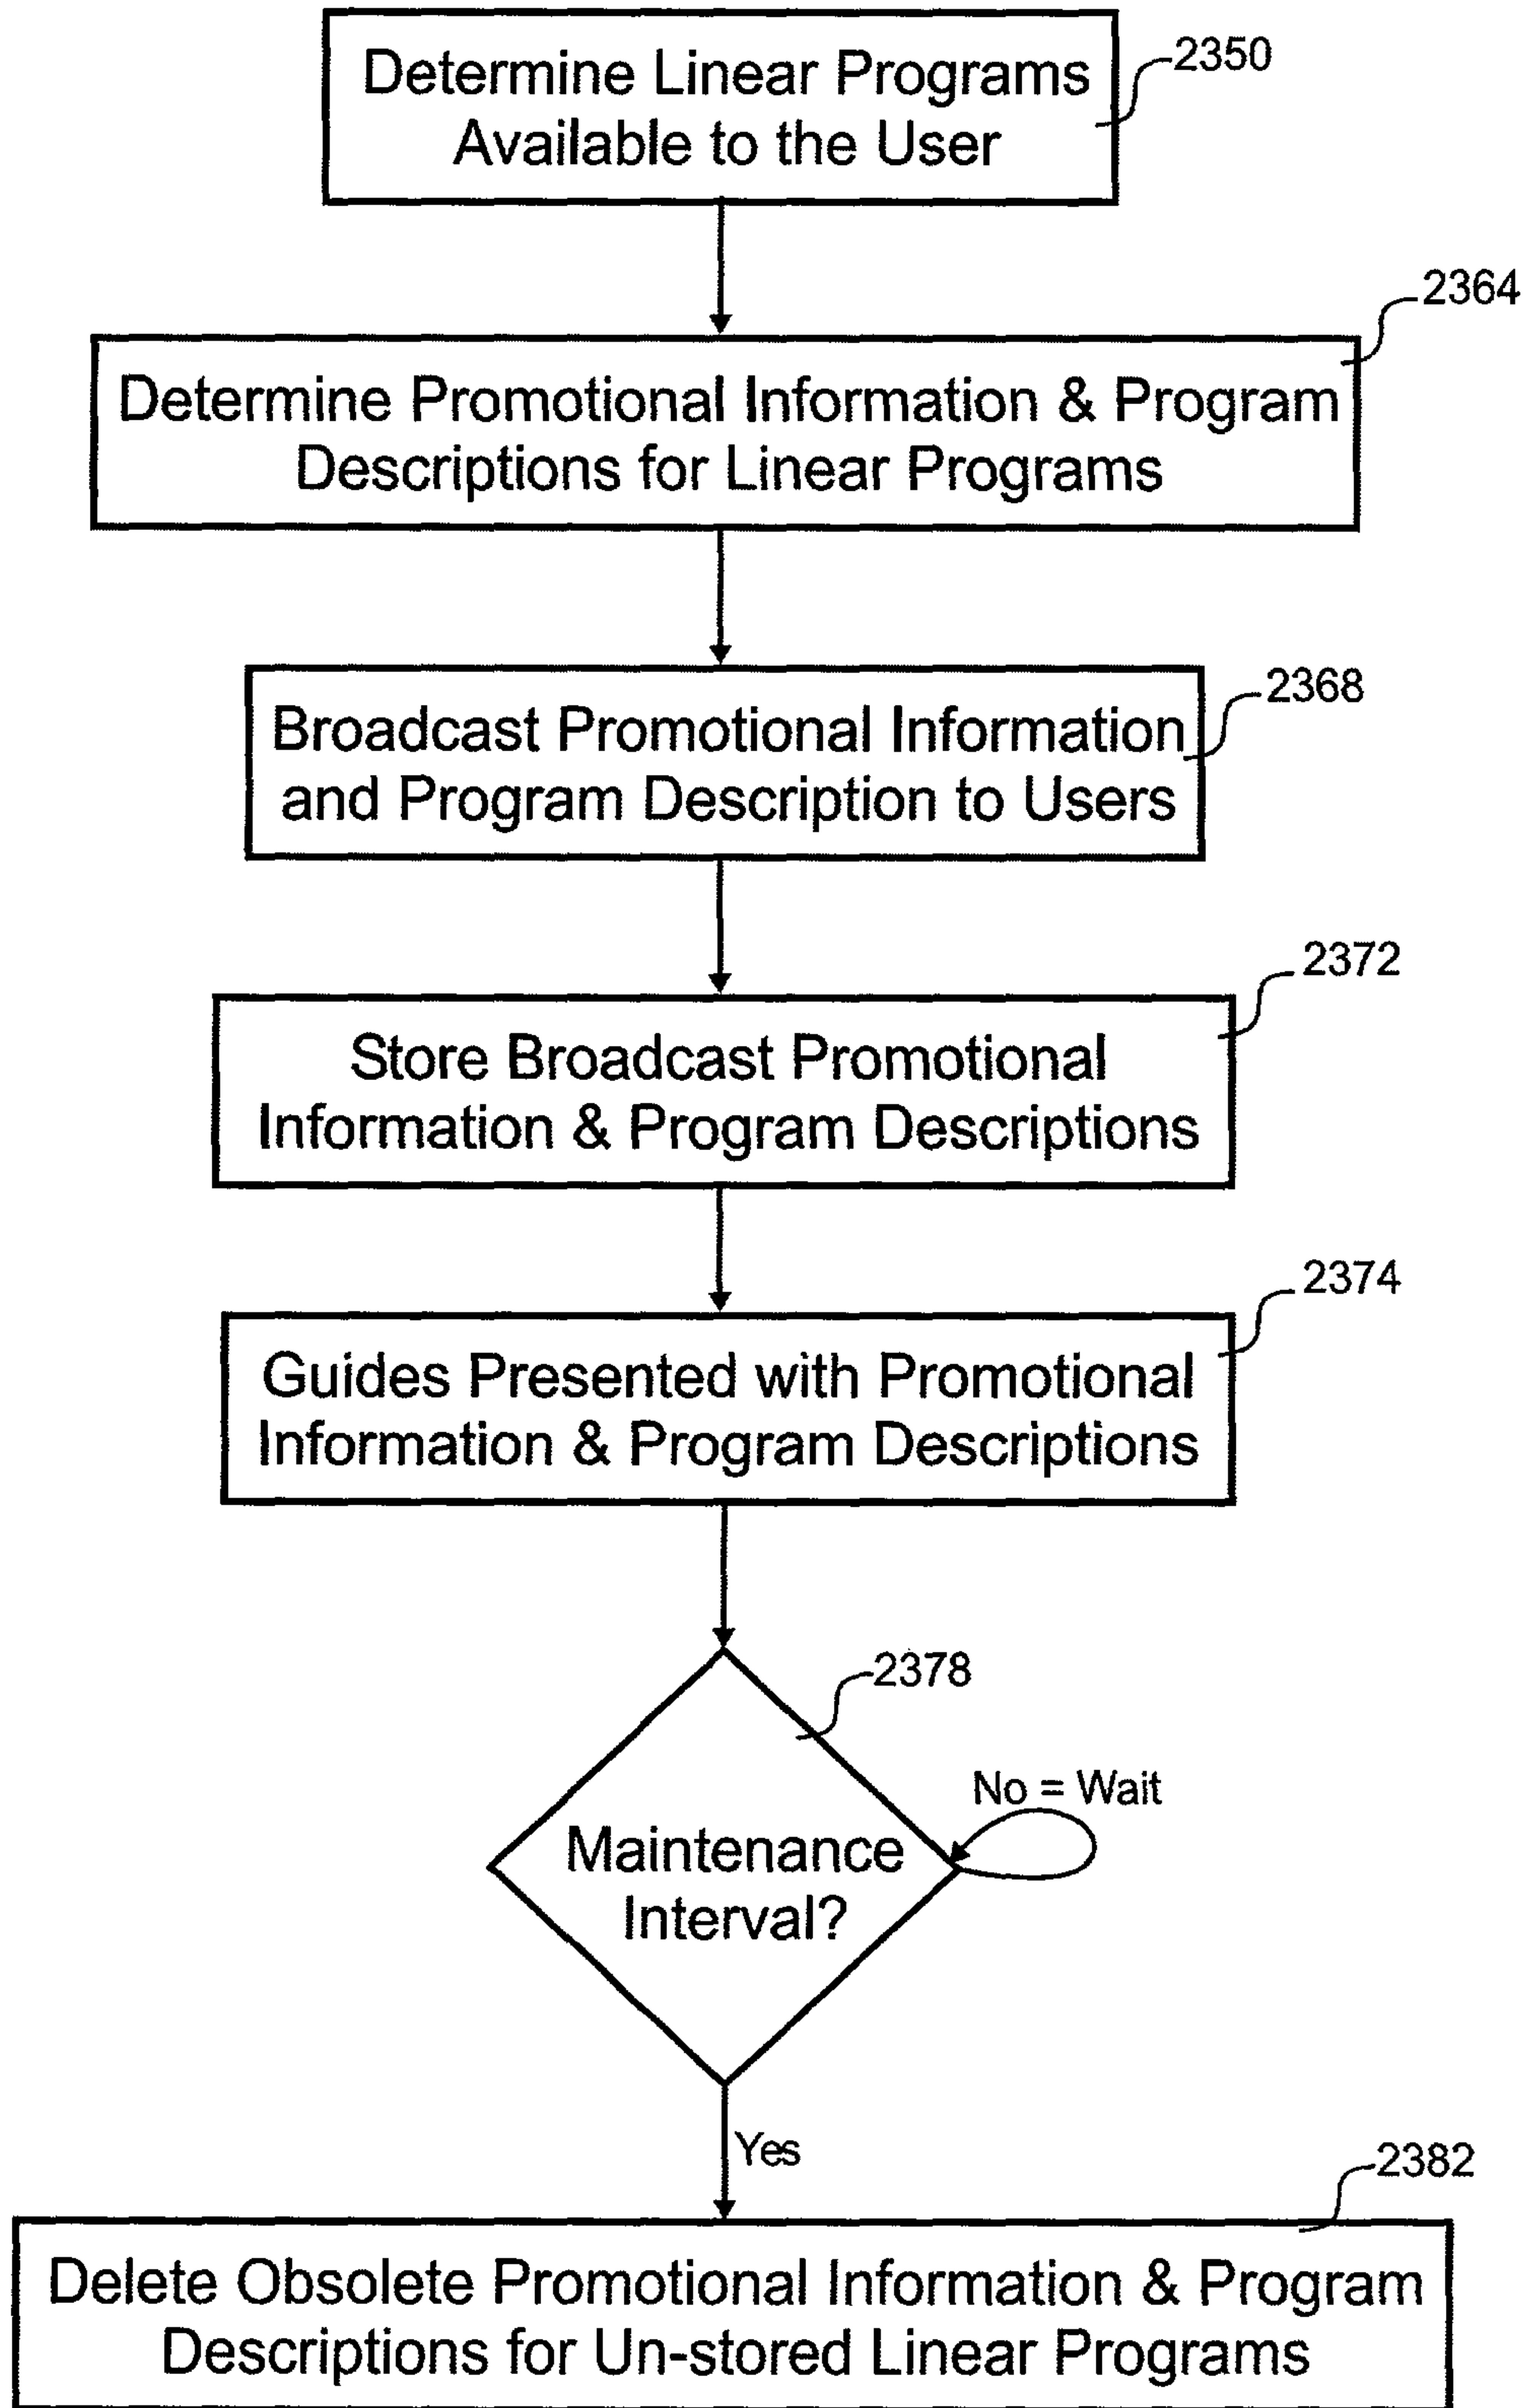 Determine Linear Programs
Available to the User
2350
2364
Determine Promotional Information & Program
Descriptions for Linear Programs
2368
Broadcast Promotional Information
and Program Description to Users
2372
Store Broadcast Promotional
Information & Program Descriptions
2374
Guides Presented with Promotional
Information & Program Descriptions
2378
No = Wait
Maintenance
Interval?
Yes
2382
Delete Obsolete Promotional Information & Program
Descriptions for Un-stored Linear Programs